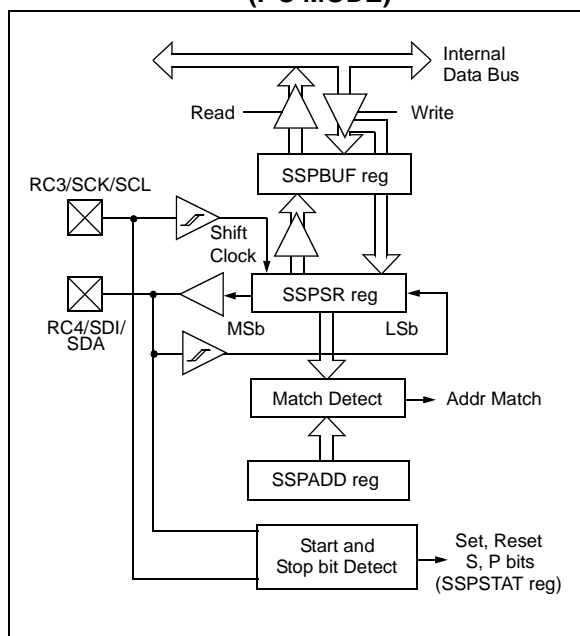 (I²C MODE)
Internal
Data Bus
Read
Write
SSPBUF reg
RC3/SCK/SCL
Shift
Clock
SSPSR reg
MSb
LSb
RC4/SDI/
SDA
Match Detect
Addr Match
SSPADD reg
Start and
Stop bit Detect
Set, Reset
S, P bits
(SSPSTAT reg)